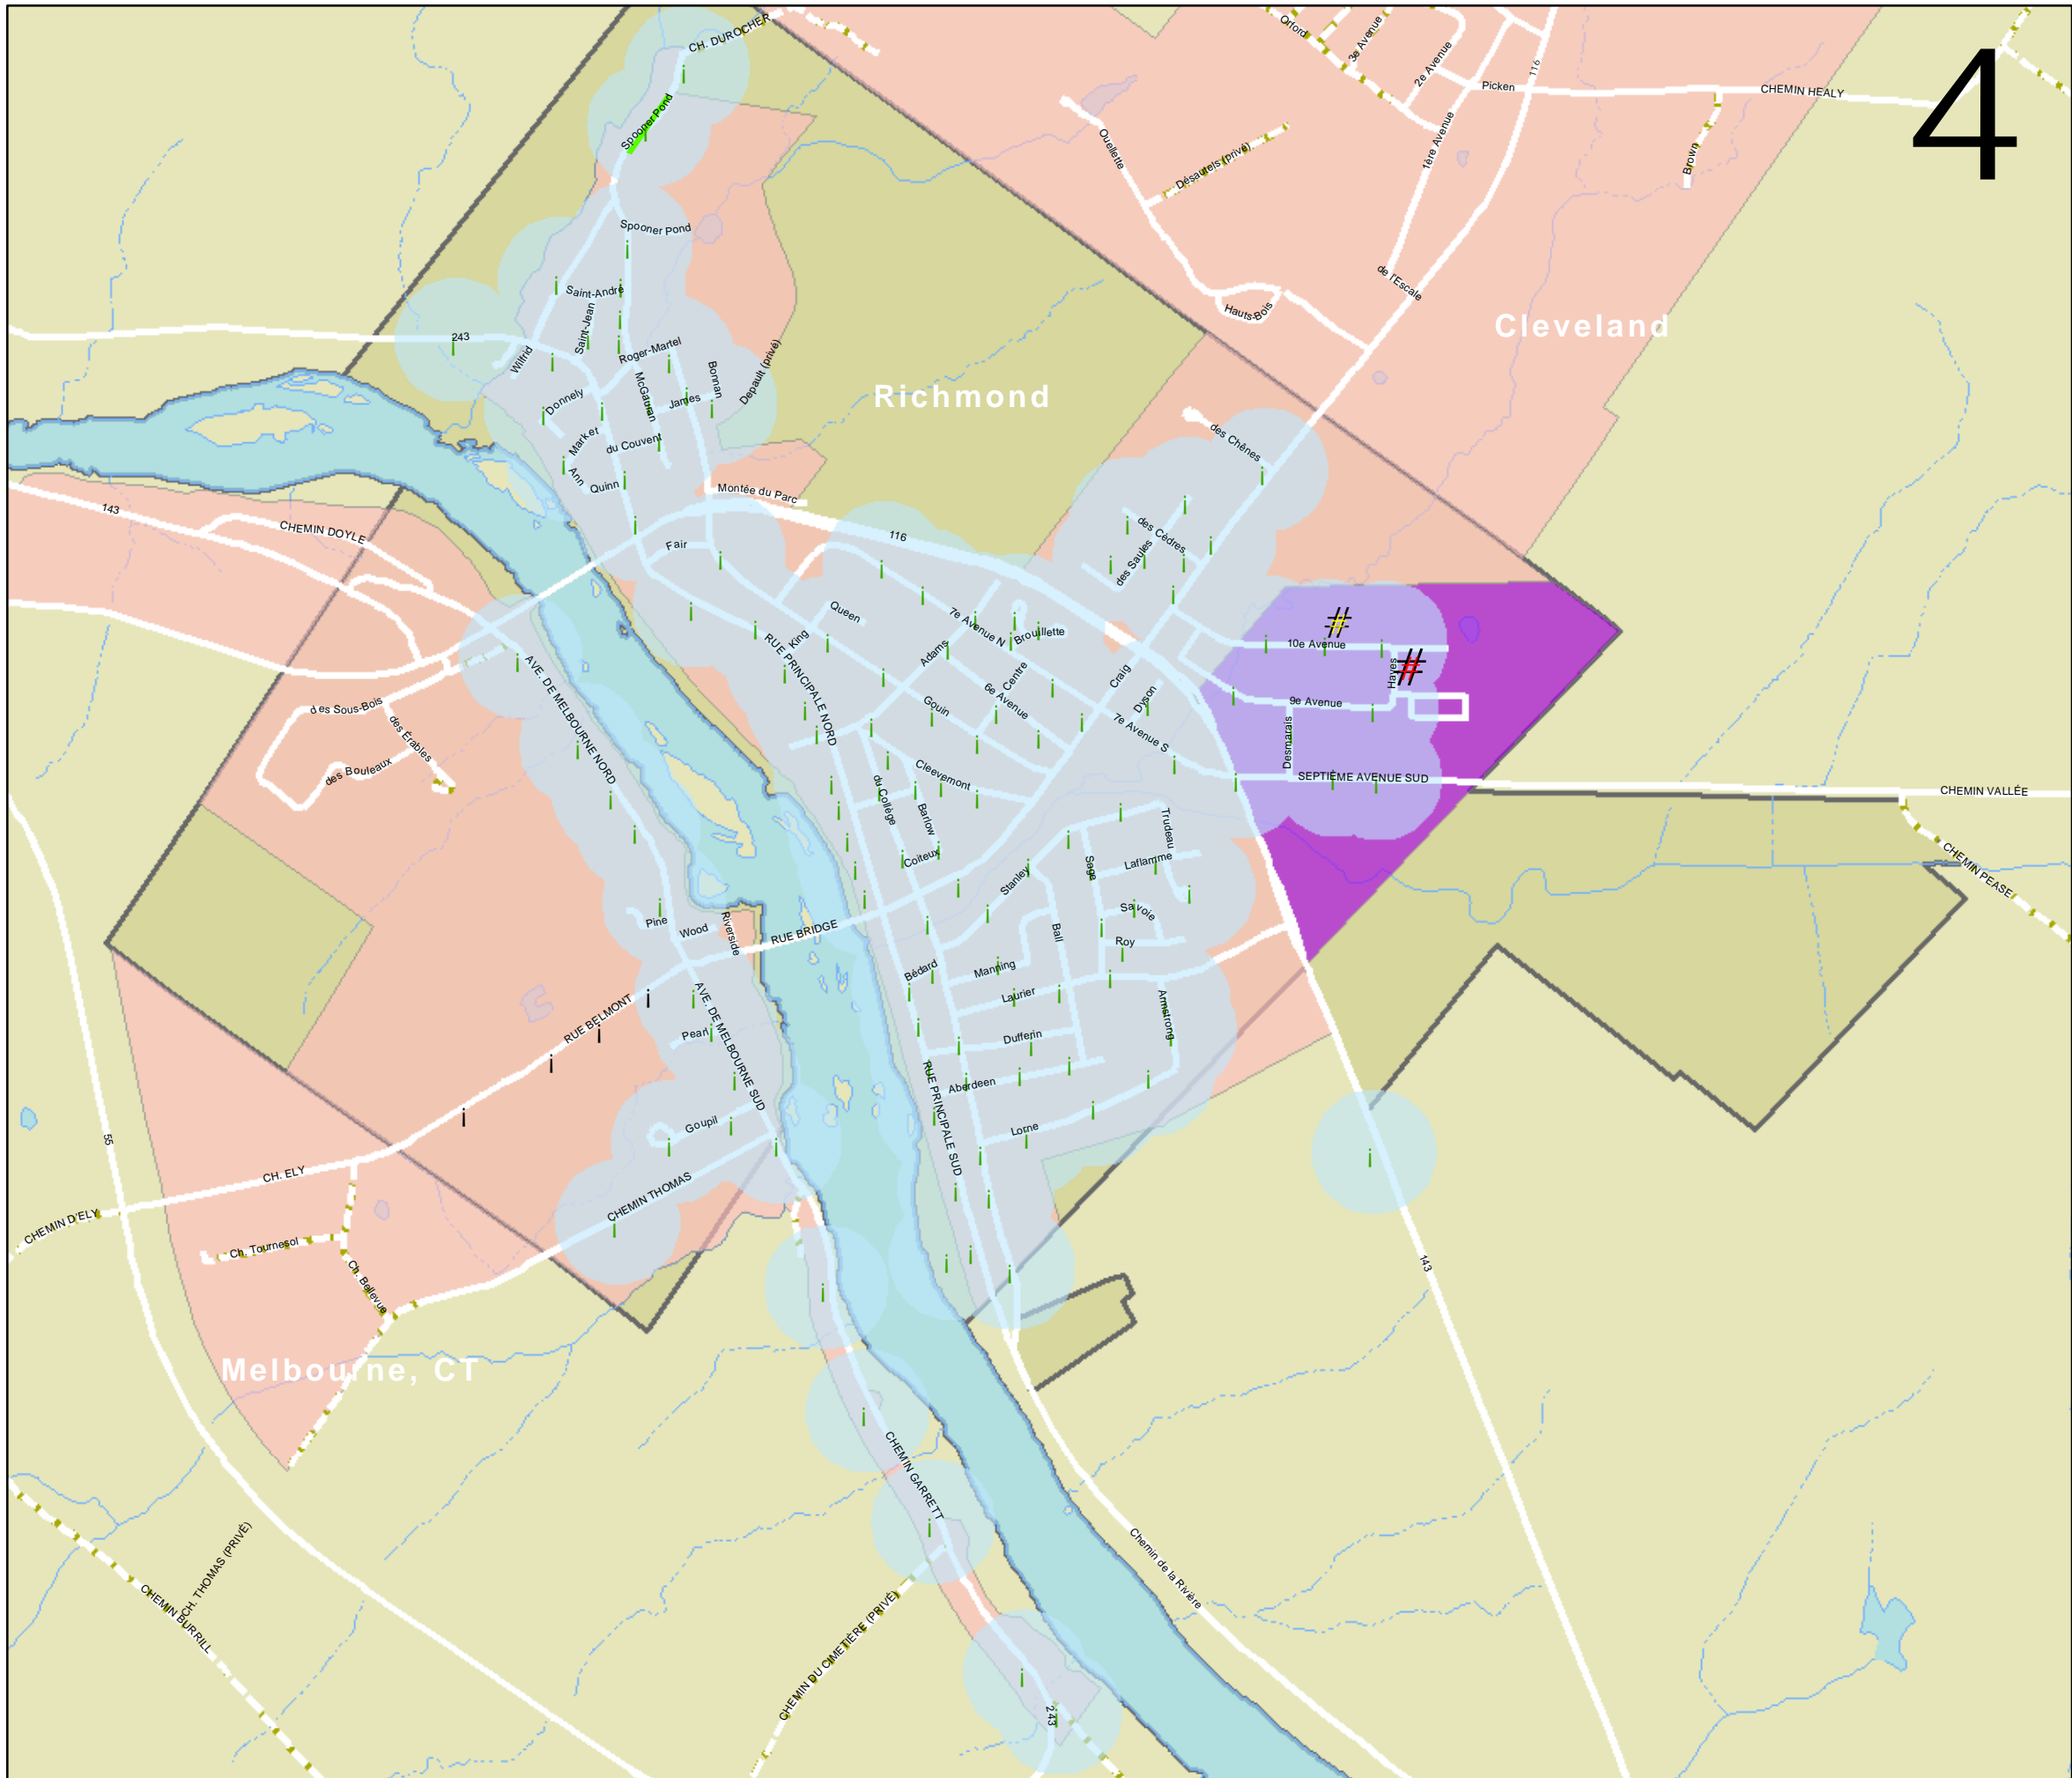 4
CH. DUROCHER
Orford
3e Avenue
2e Avenue
116
Picken
CHEMIN HEALY
Spooner Pond
Ouellette
1ère Avenue
Désautels (privé)
Brown
Spooner Pond
de l'Escale
Saint-André
Hauts-Bois
Cleveland
243
Saint-Jean
Wilfrid
Roger-Martel
Bonnan
Depault (privé)
Richmond
McGauran
James
Donnely
Market
du Couvent
des Chênes
Ann
Quinn
Montée du Parc
143
CHEMIN DOYLE
116
des Cèdres
des Saules
Fair
Queen
King
7e Avenue N
Brouillette
Adams
RUE PRINCIPALE NORD
10e Avenue
Hayes
AVE. DE MELBOURNE NORD
Centre
Craig
6e Avenue
Dyson
Gouin
9e Avenue
des Sous-Bois
des Érables
7e Avenue S
Desmarais
des Bouleaux
Cleevemont
SEPTIÈME AVENUE SUD
CHEMIN VALLÉE
du Collège
Barlow
Trudeau
Coiteux
Sage
Laflamme
Stanley
CHEMIN PEASE
Savoie
Pine
Wood
Riverside
RUE BRIDGE
Ball
Roy
Bédard
Manning
Laurier
AVE. DE MELBOURNE SUD
RUE BELMONT
Armstrong
Pearl
Dufferin
RUE PRINCIPALE SUD
Aberdeen
Goupil
Lorne
55
CH. ELY
CHEMIN THOMAS
CHEMIN D'ELY
Ch. Tournesol
Ch. Bellevue
143
Melbourne, CT
CHEMIN GARRETT
CH. THOMAS (PRIVÉ)
CHEMIN BURRILL
Chemin de la Rivière
CHEMIN DU CIMETIÈRE (PRIVÉ)
243